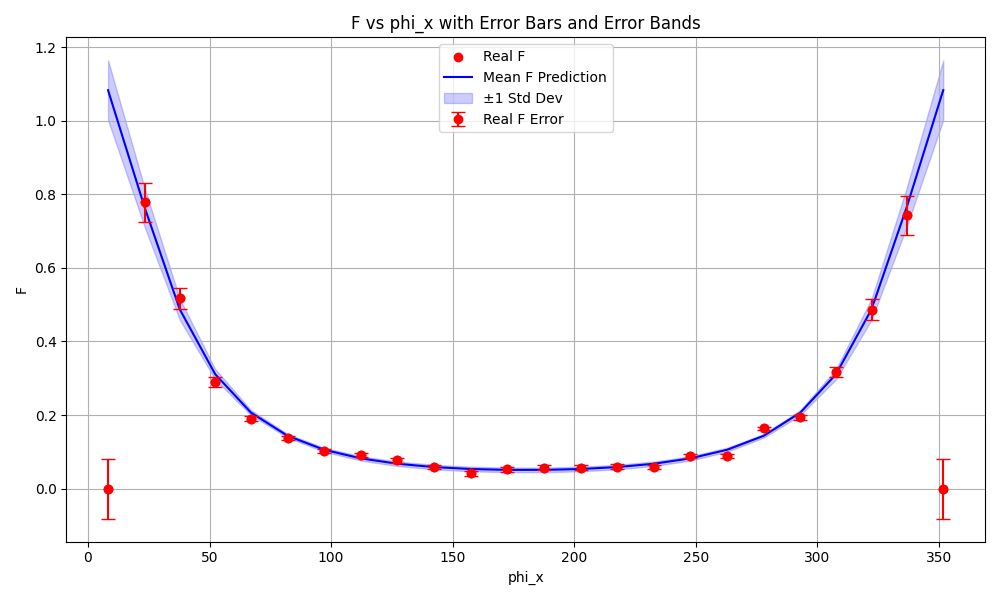 F vs phi_x with Error Bars and Error Bands
Real F
Mean F Prediction
±1 Std Dev
Real F Error
F
1.2
1.0
0.8
0.6
0.4
0.2
0.0
0 50 100 150 200 250 300 350
phi_x